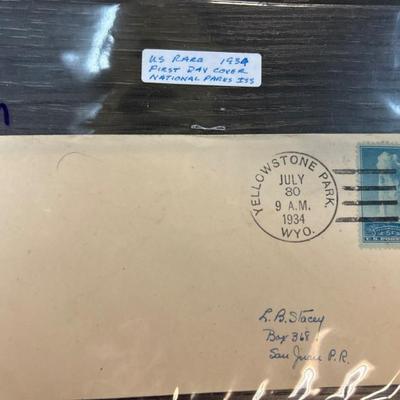 US RARE 1934
FIRST DAY COVER
NATIONAL PARKS ISS
YELLOWSTONE PARK,
JULY
30
9 A.M.
1934
WYO.
L. B. Stacey
Box 368
San Juan P.R.